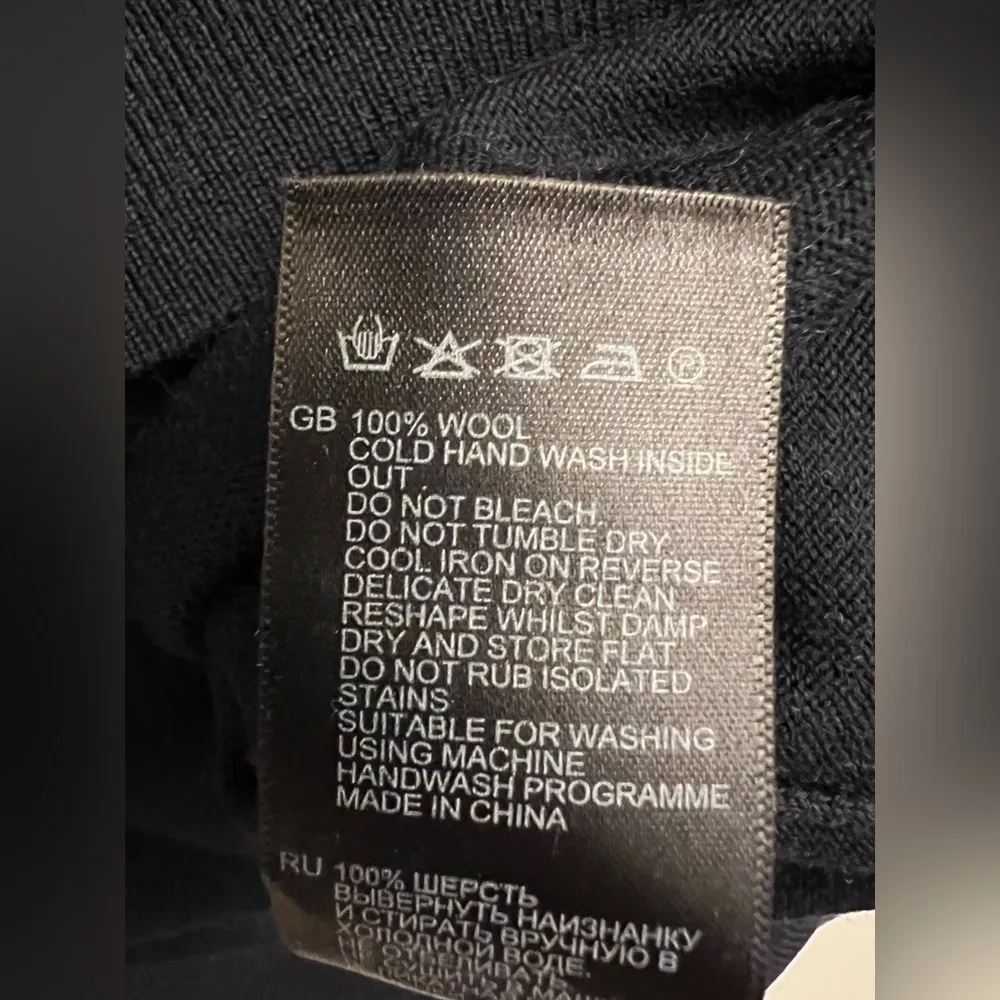 GB 100% WOOL
COLD HAND WASH INSIDE
OUT
DO NOT BLEACH
DO NOT TUMBLE DRY
COOL IRON ON REVERSE
DELICATE DRY CLEAN
RESHAPE WHILST DAMP
DRY AND STORE FLAT
DO NOT RUB ISOLATED
STAINS
SUITABLE FOR WASHING
USING MACHINE
HANDWASH PROGRAMME
MADE IN CHINA
RU 100% ШЕРСТЬ
ВЫВЕРНУТЬ НАИЗНАНКУ
И СТИРАТЬ ВРУЧНУЮ В
ХОЛОДНОЙ ВОДЕ.
НЕ ОТБЕЛИВАТЬ